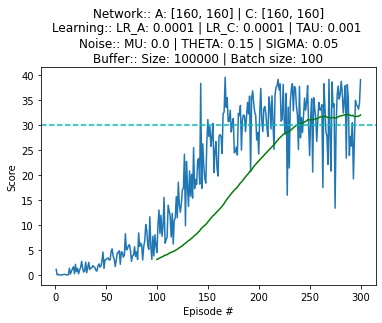 Network:: A: [160, 160] | C: [160, 160]
Learning:: LR_A: 0.0001 | LR_C: 0.0001 | TAU: 0.001
Noise:: MU: 0.0 | THETA: 0.15 | SIGMA: 0.05
Buffer:: Size: 100000 | Batch size: 100
40
35
30
25
20
15
10
5
0
Score
0
50
100
150
200
250
300
Episode #